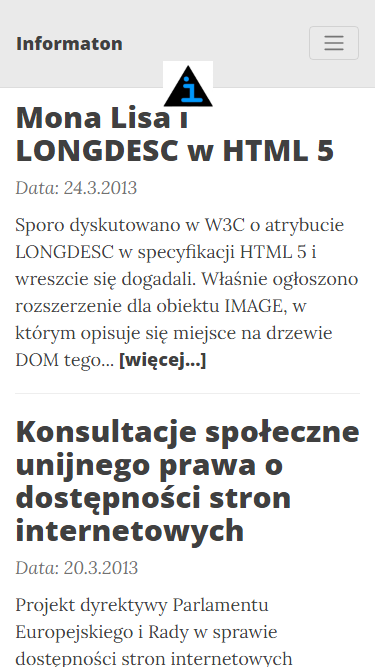 Informaton
i
Mona Lisa i
LONGDESC w HTML 5
Data: 24.3.2013
Sporo dyskutowano w W3C o atrybucie
LONGDESC w specyfikacji HTML 5 i
wreszcie się dogadali. Właśnie ogłoszono
rozszerzenie dla obiektu IMAGE, w
którym opisuje się miejsce na drzewie
DOM tego... [więcej...]
Konsultacje społeczne
unijnego prawa o
dostępności stron
internetowych
Data: 20.3.2013
Projekt dyrektywy Parlamentu
Europejskiego i Rady w sprawie
dostępności stron internetowych